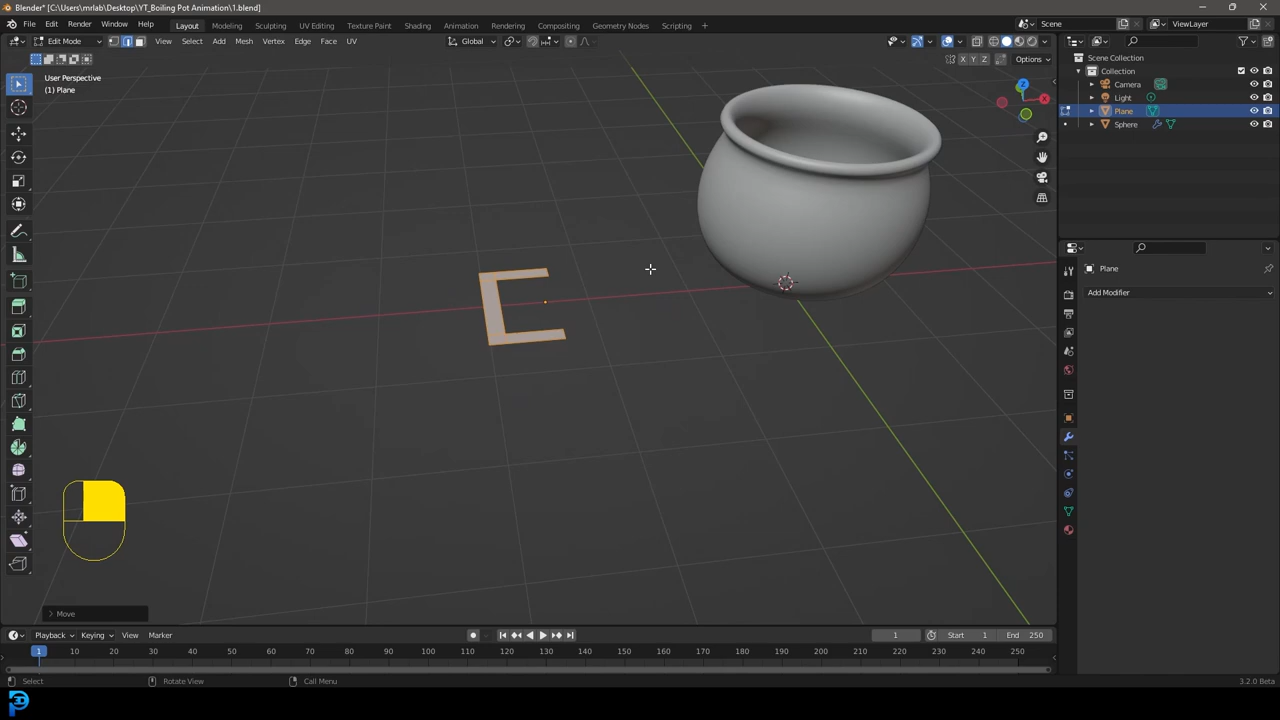 Blender* [C:\Users\mrlab\Desktop\YT_Boiling Pot Animation\1.blend]
File Edit Render Window Help Layout Modeling Sculpting UV Editing Texture Paint Shading Animation Rendering Compositing Geometry Nodes Scripting + Scene ViewLayer
Edit Mode View Select Add Mesh Vertex Edge Face UV Global
X Y Z Options
User Perspective
(1) Plane
Z
X
Scene Collection
Collection
Camera
Light
Plane
Sphere
Plane
Add Modifier
Move
Playback Keying View Marker 1 Start 1 End 250
1 10 20 30 40 50 60 70 80 90 100 110 120 130 140 150 160 170 180 190 200 210 220 230 240 250
Select Rotate View Call Menu 3.2.0 Beta